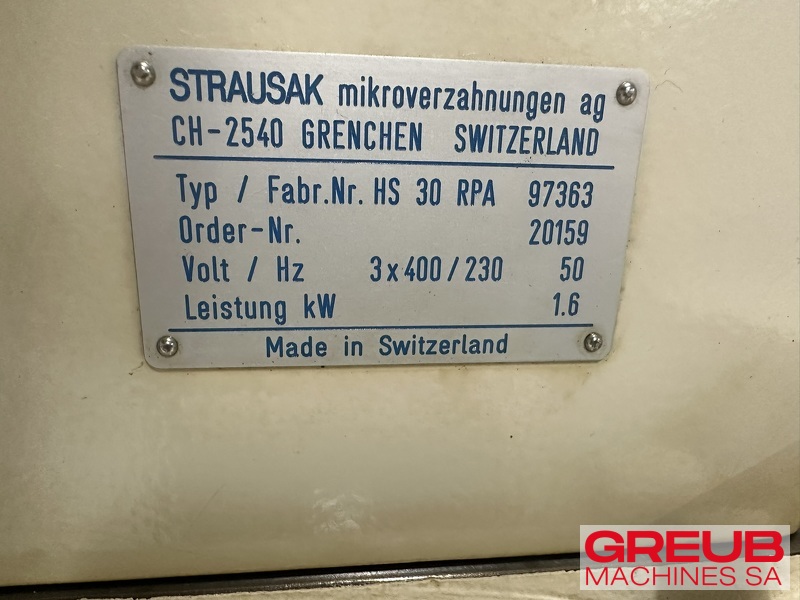 STRAUSAK mikroverzahnungen ag
CH-2540 GRENCHEN SWITZERLAND
Typ / Fabr.Nr. HS 30 RPA 97363
Order-Nr. 20159
Volt / Hz 3x400/230 50
Leistung kW 1.6
Made in Switzerland
GREUB
MACHINES SA